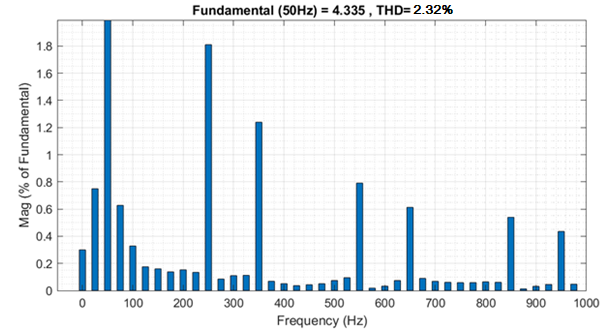 Fundamental (50Hz) = 4.335 , THD= 2.32%
Mag (% of Fundamental)
1.8
1.6
1.4
1.2
1
0.8
0.6
0.4
0.2
0
0 100 200 300 400 500 600 700 800 900 1000
Frequency (Hz)